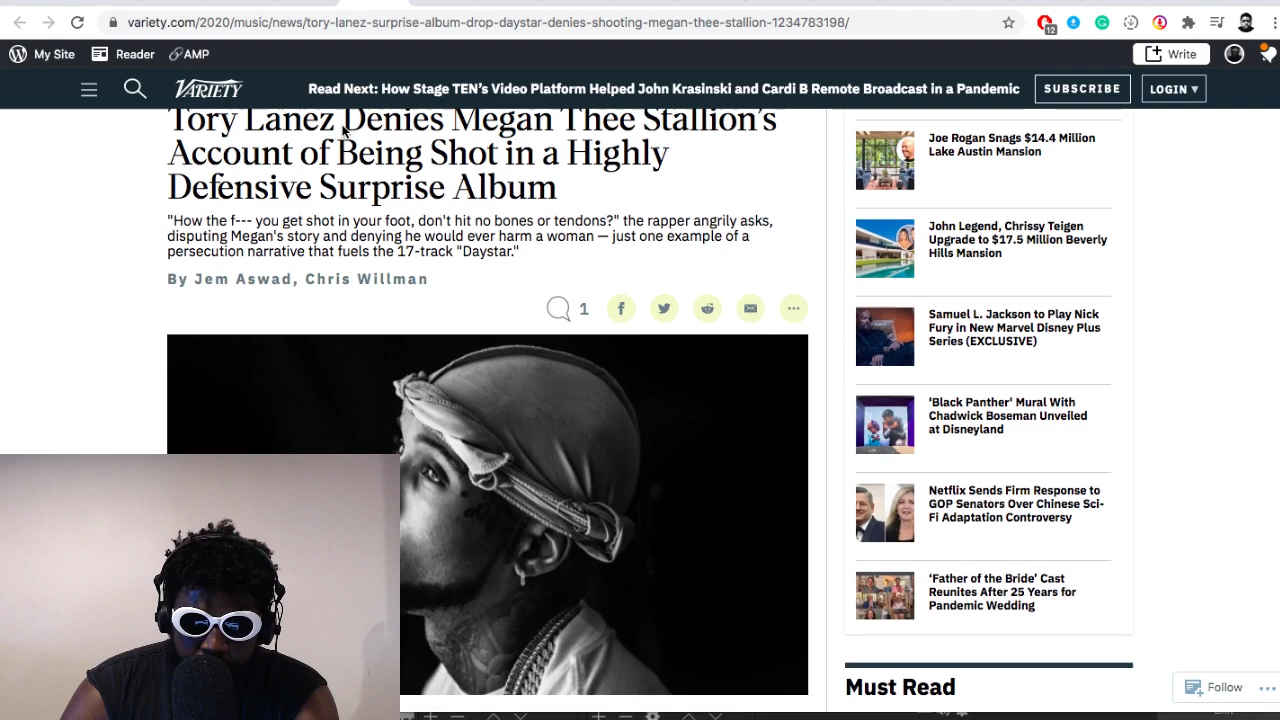 variety.com/2020/music/news/tory-lanez-surprise-album-drop-daystar-denies-shooting-megan-thee-stallion-1234783198/
12
My Site
Reader
AMP
Write
VARIETY
Read Next: How Stage TEN's Video Platform Helped John Krasinski and Cardi B Remote Broadcast in a Pandemic
SUBSCRIBE
LOGIN ▾
Tory Lanez Denies Megan Thee Stallion's
Account of Being Shot in a Highly
Defensive Surprise Album
"How the f--- you get shot in your foot, don't hit no bones or tendons?" the rapper angrily asks,
disputing Megan's story and denying he would ever harm a woman — just one example of a
persecution narrative that fuels the 17-track "Daystar."
By Jem Aswad, Chris Willman
1
Joe Rogan Snags $14.4 Million
Lake Austin Mansion
John Legend, Chrissy Teigen
Upgrade to $17.5 Million Beverly
Hills Mansion
Samuel L. Jackson to Play Nick
Fury in New Marvel Disney Plus
Series (EXCLUSIVE)
'Black Panther' Mural With
Chadwick Boseman Unveiled
at Disneyland
Netflix Sends Firm Response to
GOP Senators Over Chinese Sci-
Fi Adaptation Controversy
'Father of the Bride' Cast
Reunites After 25 Years for
Pandemic Wedding
Must Read
Follow